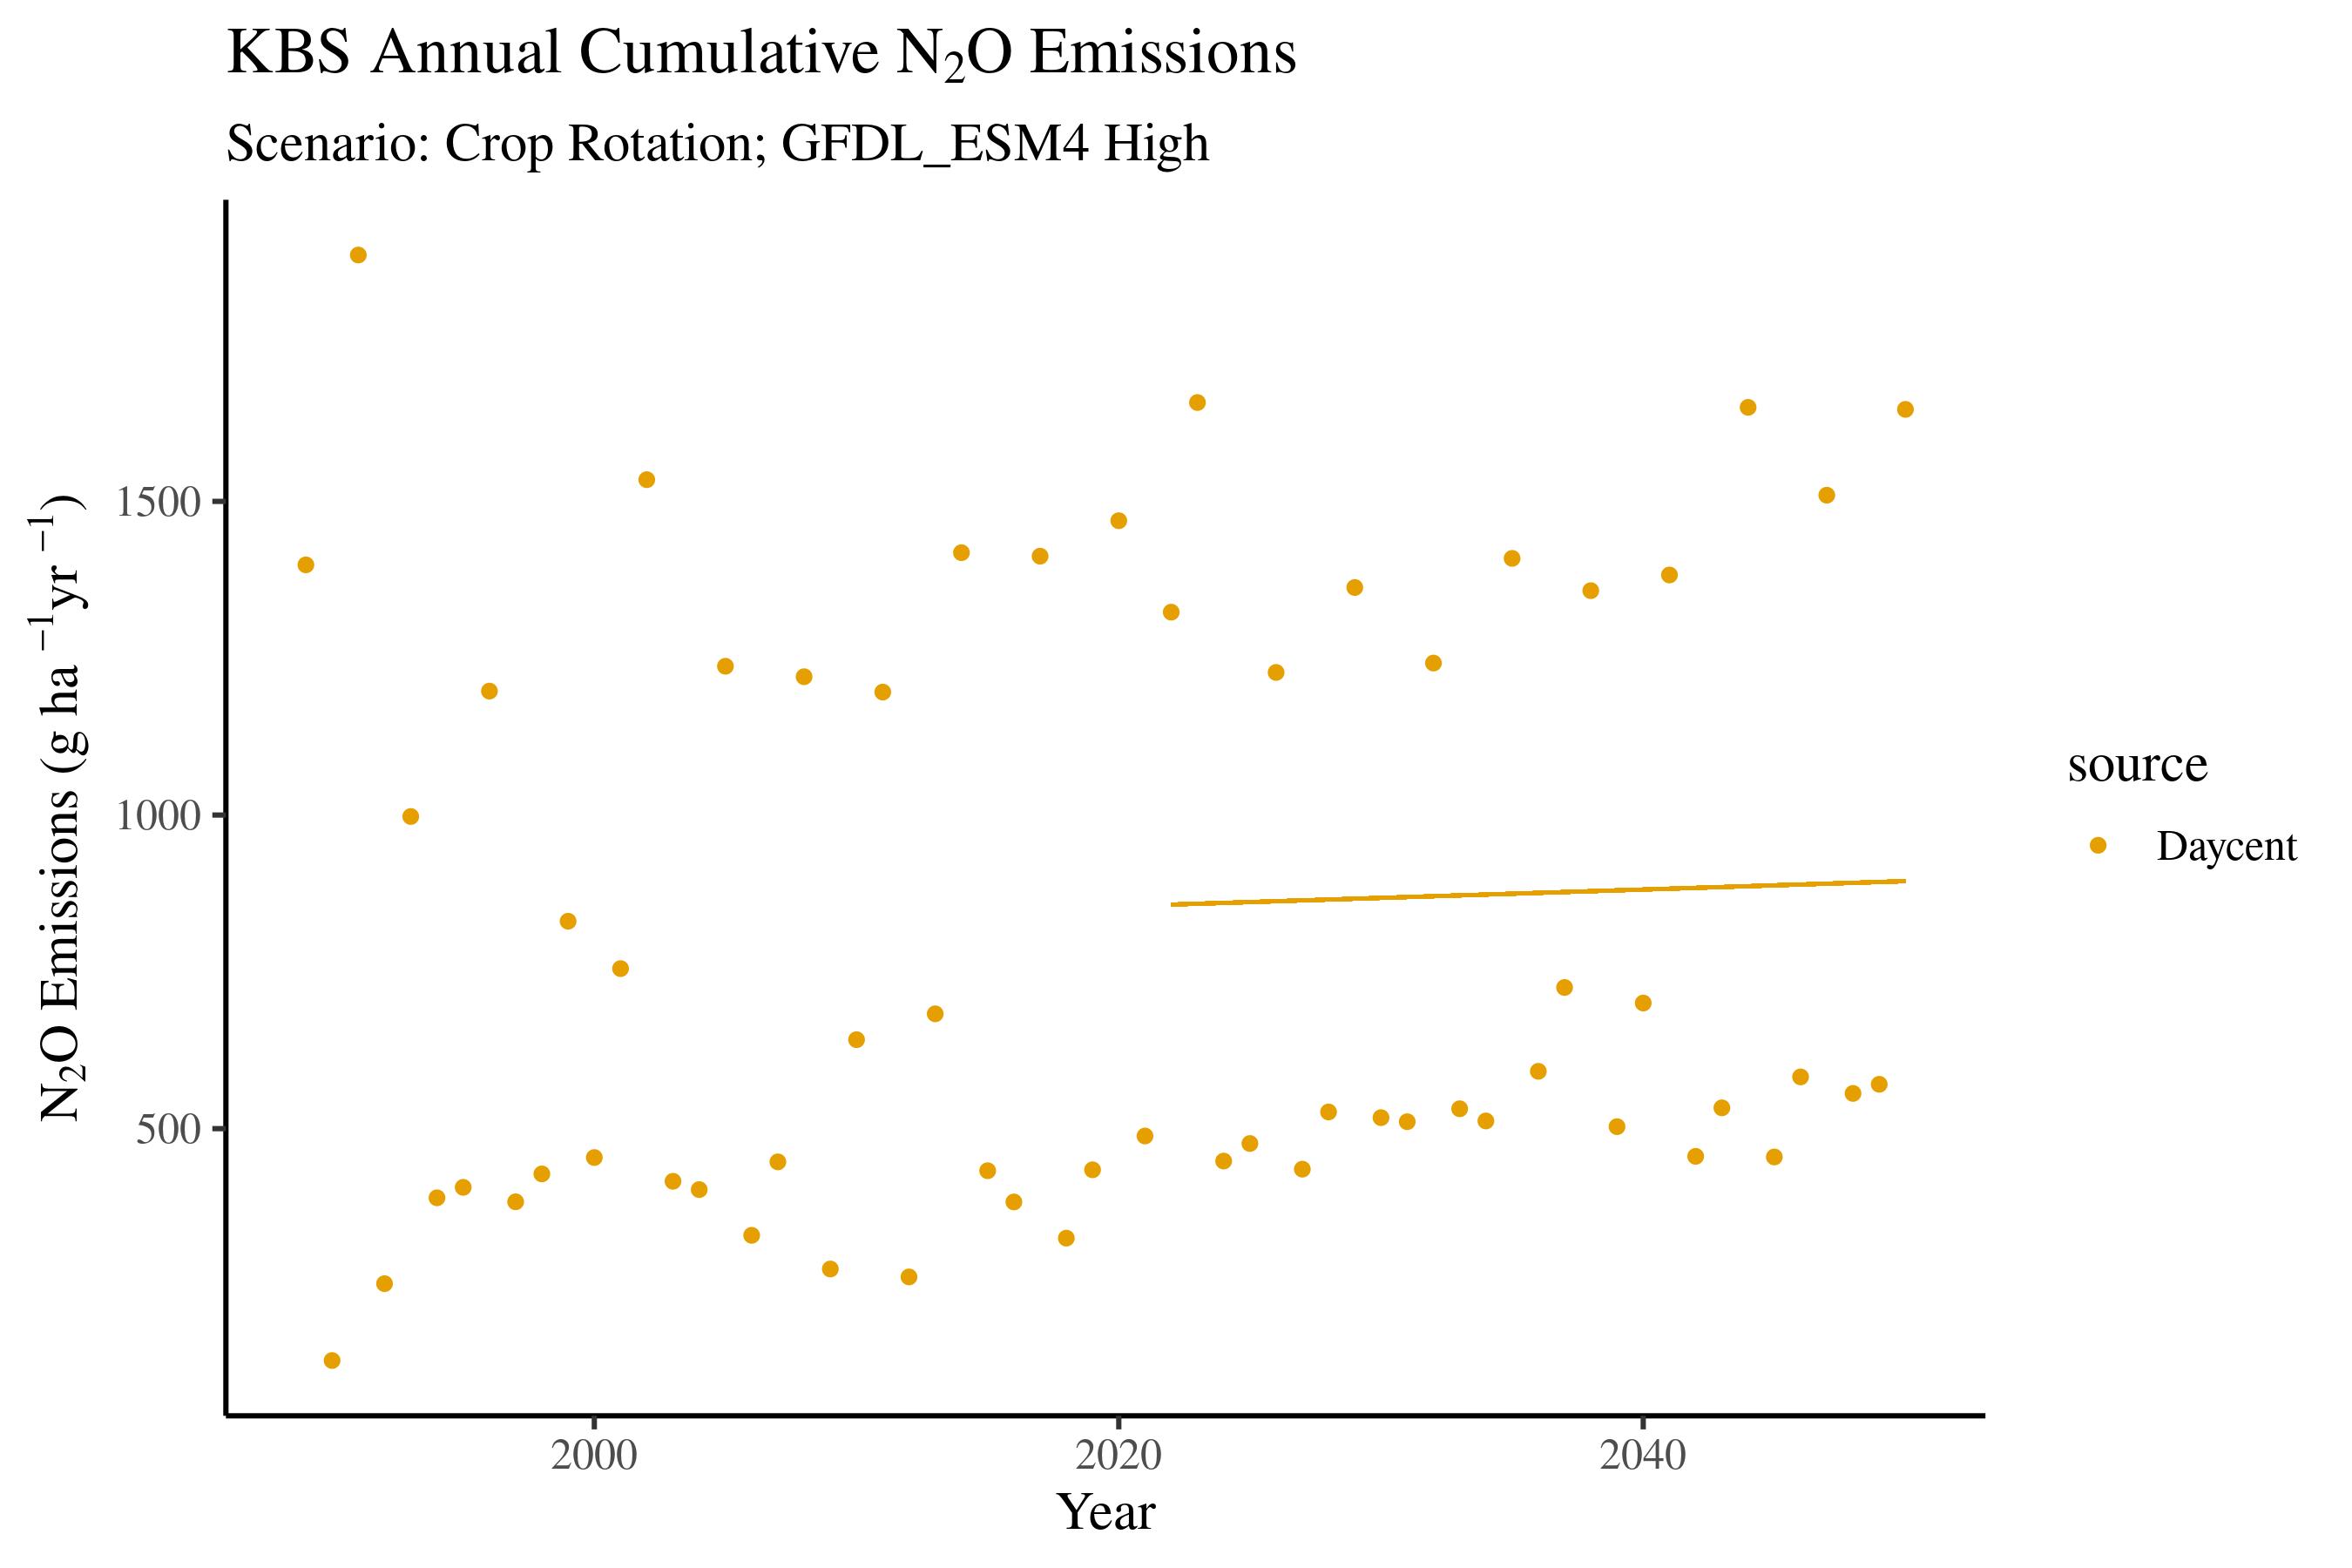 KBS Annual Cumulative N₂O Emissions
Scenario: Crop Rotation; GFDL_ESM4 High
N₂O Emissions (g ha⁻¹yr⁻¹)
1500
1000
500
2000
2020
2040
Year
source
Daycent